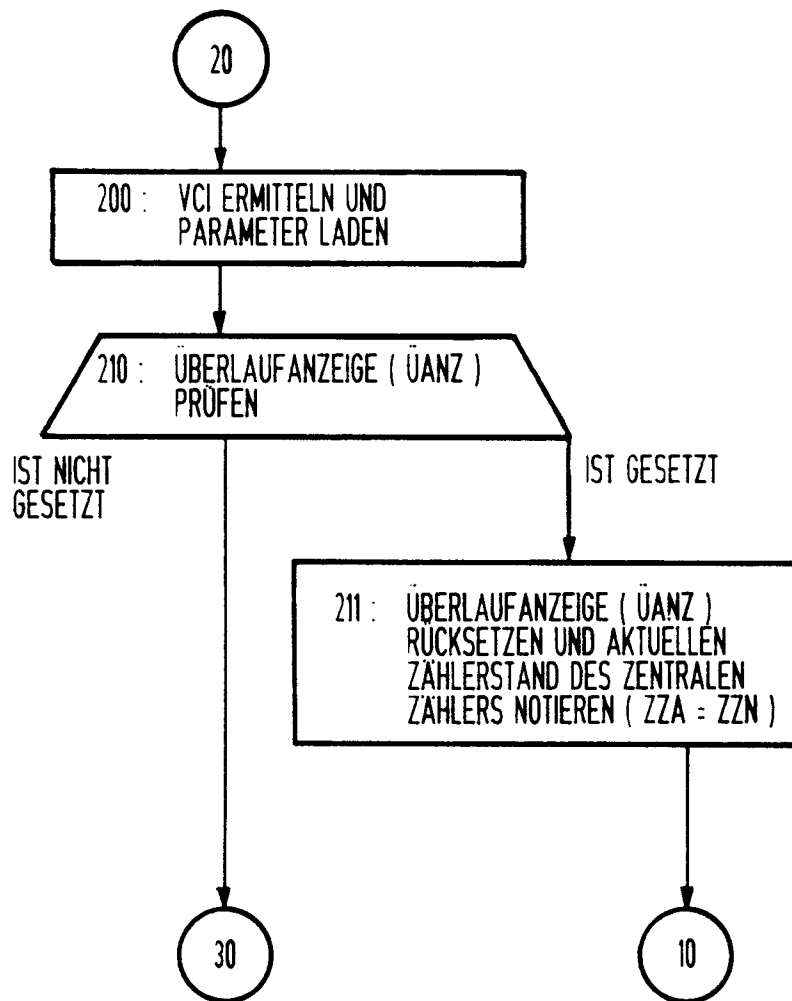 20
200 : VCI ERMITTELN UND
PARAMETER LADEN
210 : ÜBERLAUFANZEIGE ( ÜANZ )
PRÜFEN
IST NICHT
GESETZT
IST GESETZT
211 : ÜBERLAUFANZEIGE ( ÜANZ )
RÜCKSETZEN UND AKTUELLEN
ZÄHLERSTAND DES ZENTRALEN
ZÄHLERS NOTIEREN ( ZZA = ZZN )
30
10